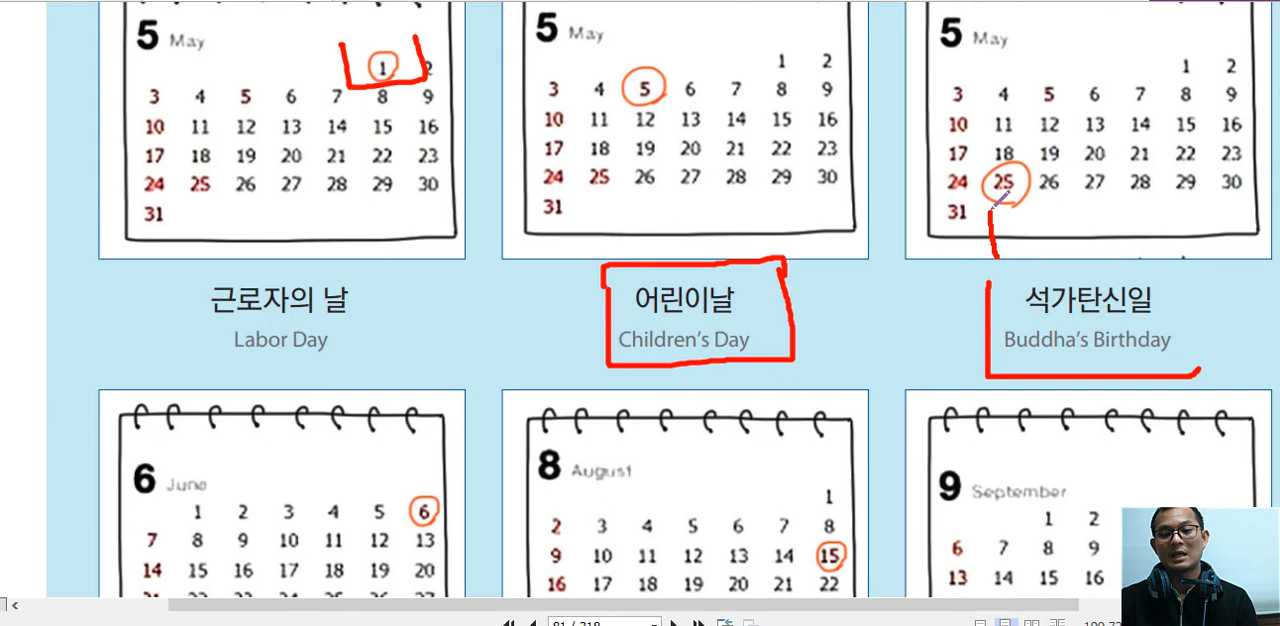 5 May
1 2
3 4 5 6 7 8 9
10 11 12 13 14 15 16
17 18 19 20 21 22 23
24 25 26 27 28 29 30
31
근로자의 날
Labor Day
5 May
1 2
3 4 5 6 7 8 9
10 11 12 13 14 15 16
17 18 19 20 21 22 23
24 25 26 27 28 29 30
31
어린이날
Children's Day
5 May
1 2
3 4 5 6 7 8 9
10 11 12 13 14 15 16
17 18 19 20 21 22 23
24 25 26 27 28 29 30
31
석가탄신일
Buddha's Birthday
6 June
1 2 3 4 5 6
7 8 9 10 11 12 13
14 15 16 17 18 19 20
8 August
1
2 3 4 5 6 7 8
9 10 11 12 13 14 15
16 17 18 19 20 21 22
9 September
1 2
6 7 8 9
13 14 15 16
81 / 218